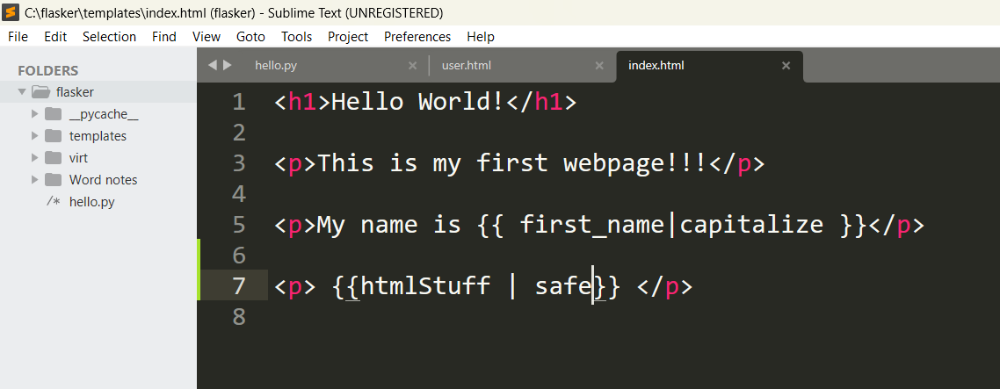 C:\flasker\templates\index.html (flasker) - Sublime Text (UNREGISTERED)
File Edit Selection Find View Goto Tools Project Preferences Help
FOLDERS
flasker
__pycache__
templates
virt
Word notes
/* hello.py
hello.py × user.html × index.html ×
1 <h1>Hello World!</h1>
2
3 <p>This is my first webpage!!!</p>
4
5 <p>My name is {{ first_name|capitalize }}</p>
6
7 <p> {{htmlStuff | safe}} </p>
8